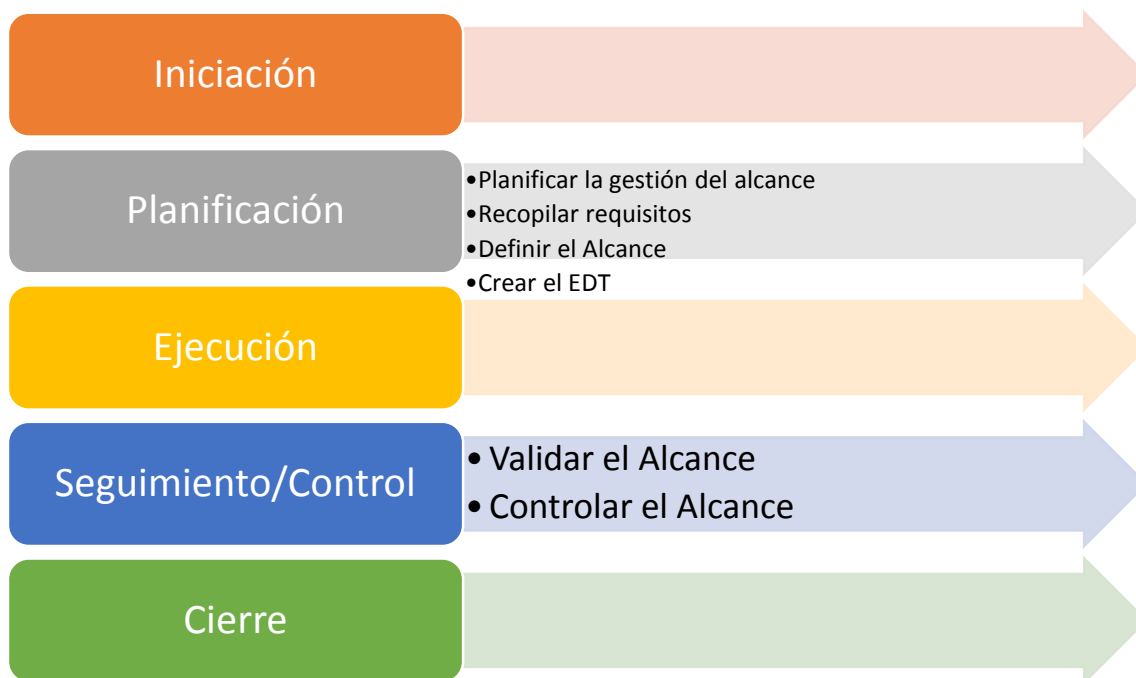 Iniciación
Planificación
•Planificar la gestión del alcance
•Recopilar requisitos
•Definir el Alcance
•Crear el EDT
Ejecución
Seguimiento/Control
• Validar el Alcance
• Controlar el Alcance
Cierre